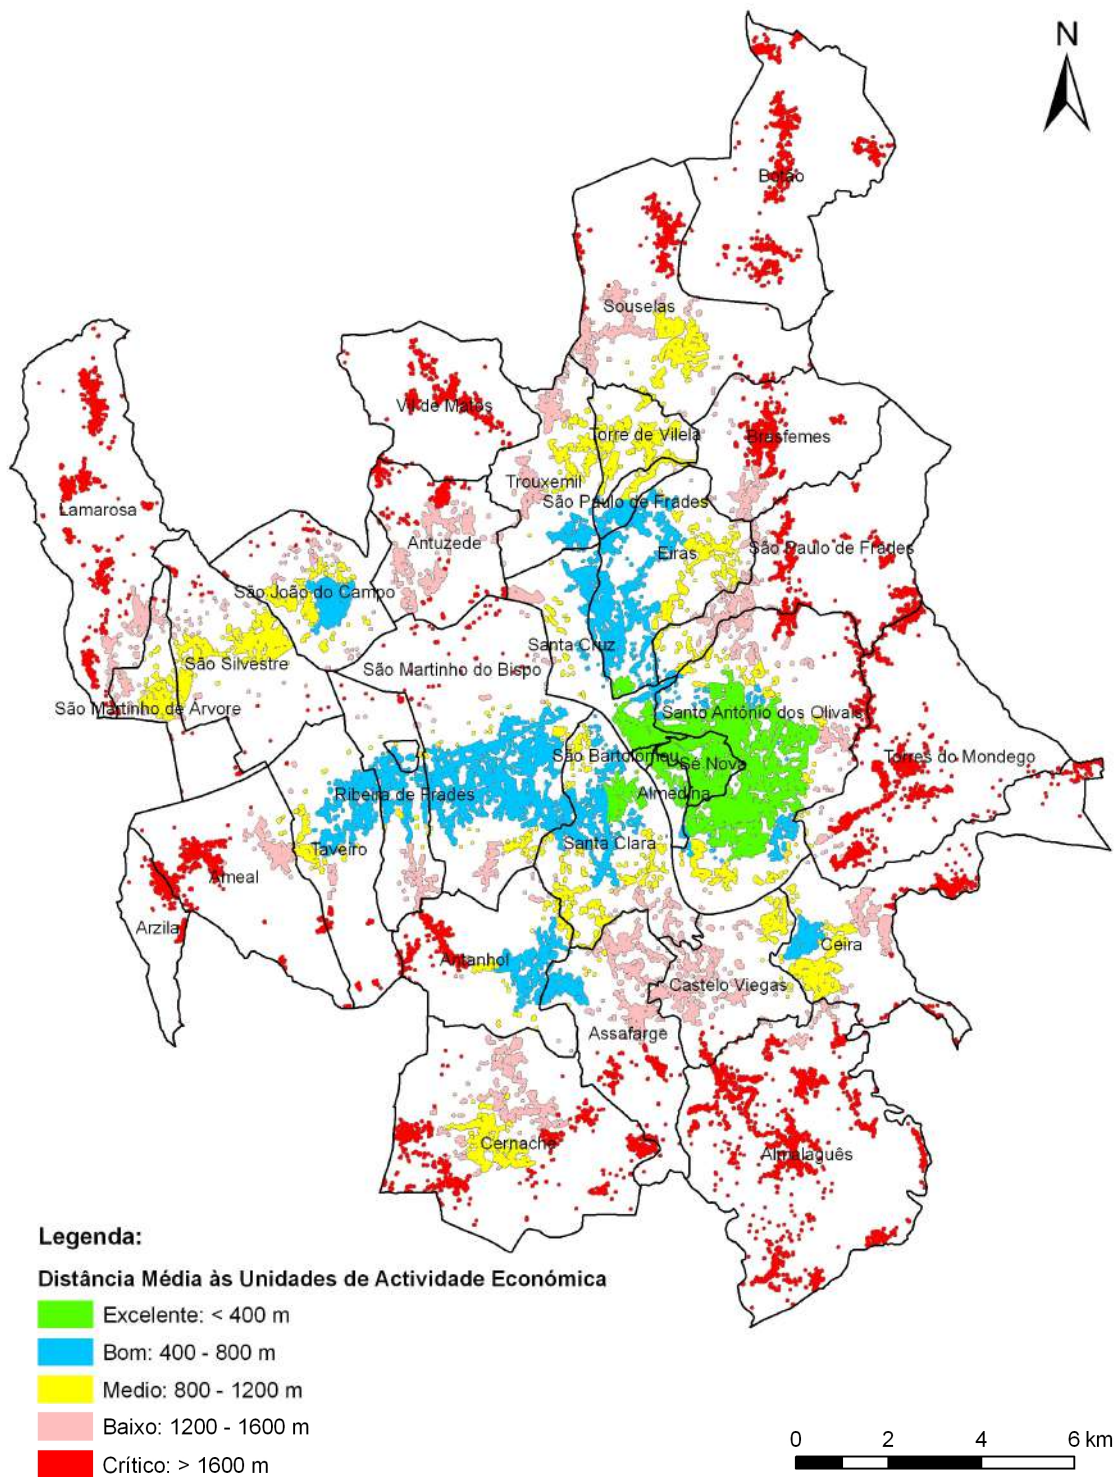 N
Botão
Souselas
Vil de Matos
Torre de Vilela
Brasfemes
Trouxemil
São Paulo de Frades
Lamarosa
Antuzede
Eiras
São Paulo de Frades
São João do Campo
Santa Cruz
São Silvestre
São Martinho do Bispo
São Martinho de Árvore
Santo António dos Olivais
São Bartolomeu
Sé Nova
Torres do Mondego
Ribeira de Frades
Almedina
Taveiro
Santa Clara
Ameal
Arzila
Antanhol
Ceira
Castelo Viegas
Assafarge
Cernache
Almalaguês
Legenda:
Distância Média às Unidades de Actividade Económica
Excelente: < 400 m
Bom: 400 - 800 m
Medio: 800 - 1200 m
Baixo: 1200 - 1600 m
Crítico: > 1600 m
0 2 4 6 km